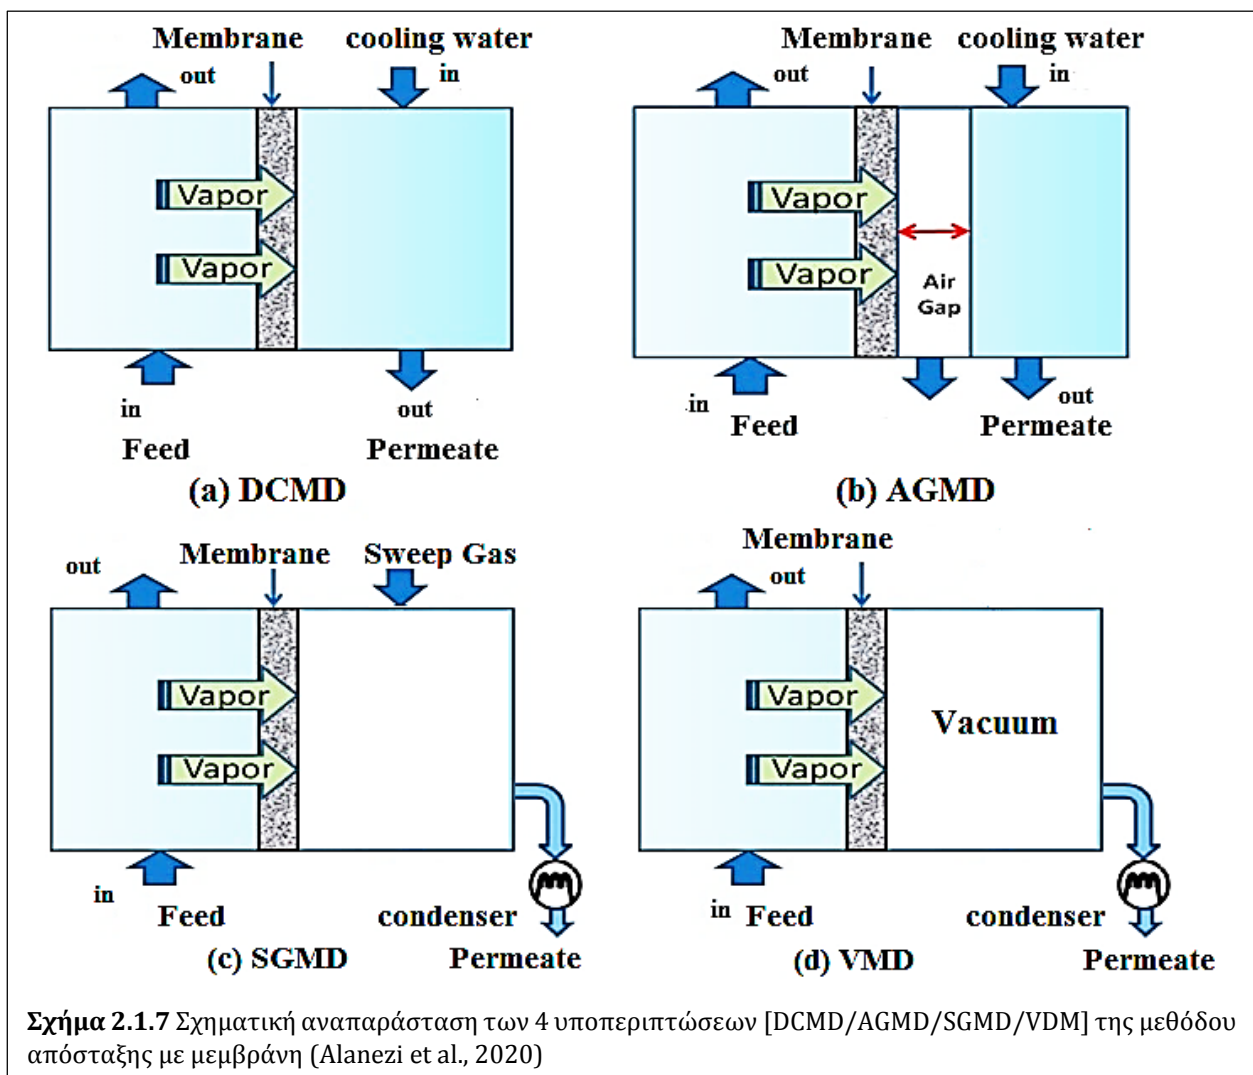 Membrane cooling water
out in
Vapor
Vapor
in out
Feed Permeate
(a) DCMD
Membrane cooling water
out in
Vapor
Vapor
Air
Gap
in out
Feed Permeate
(b) AGMD
Membrane Sweep Gas
out
Vapor
Vapor
in
Feed condenser
(c) SGMD Permeate
Membrane
out
Vapor
Vacuum
Vapor
in Feed condenser
(d) VMD Permeate
Σχήμα 2.1.7 Σχηματική αναπαράσταση των 4 υποπεριπτώσεων [DCMD/AGMD/SGMD/VDM] της μεθόδου
απόσταξης με μεμβράνη (Alanezi et al., 2020)